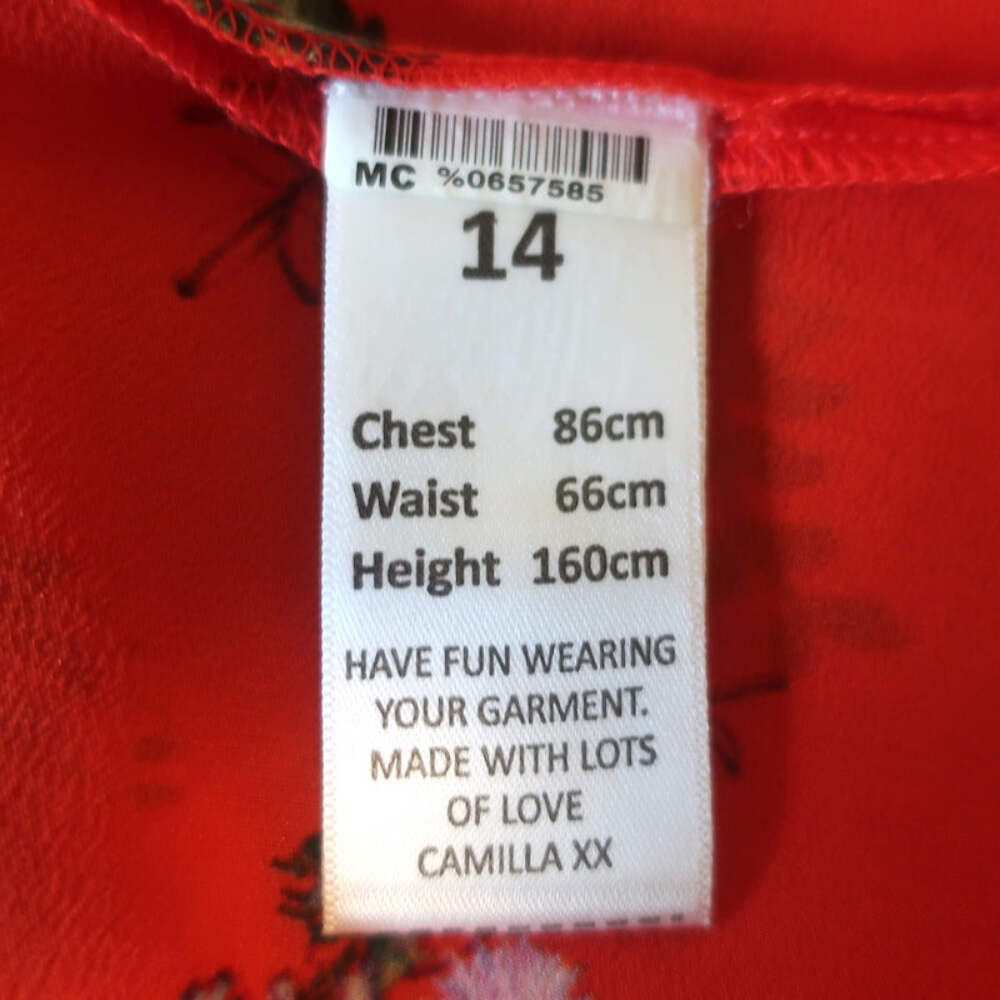 MC %0657585
14
Chest 86cm
Waist 66cm
Height 160cm
HAVE FUN WEARING
YOUR GARMENT.
MADE WITH LOTS
OF LOVE
CAMILLA XX